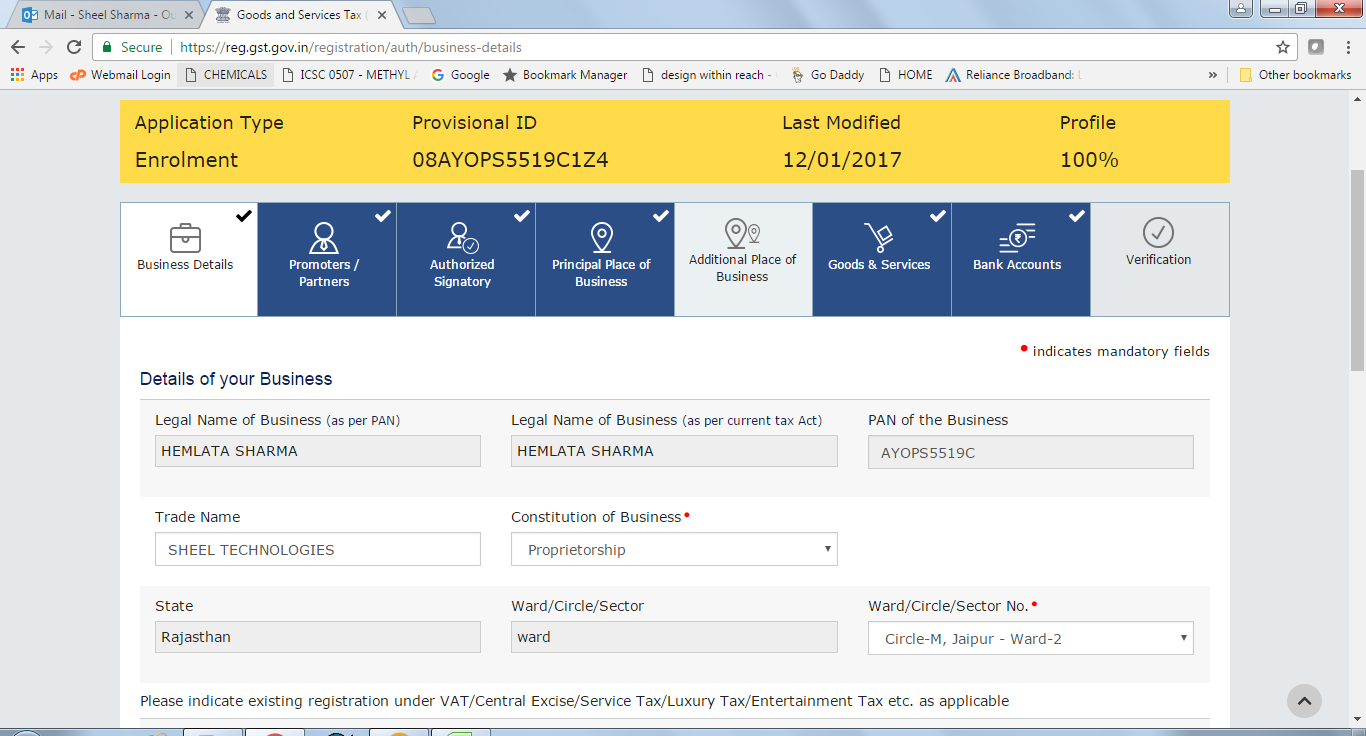 Mail - Sheel Sharma - Ou
Goods and Services Tax (
Secure https://reg.gst.gov.in/registration/auth/business-details
Apps Webmail Login CHEMICALS ICSC 0507 - METHYL Google Bookmark Manager design within reach - Go Daddy HOME Reliance Broadband: » Other bookmarks
Application Type Provisional ID Last Modified Profile
Enrolment 08AYOPS5519C1Z4 12/01/2017 100%
Business Details
Promoters /
Partners
Authorized
Signatory
Principal Place of
Business
Additional Place of
Business
Goods & Services
Bank Accounts
Verification
• indicates mandatory fields
Details of your Business
Legal Name of Business (as per PAN) Legal Name of Business (as per current tax Act) PAN of the Business
HEMLATA SHARMA HEMLATA SHARMA AYOPS5519C
Trade Name Constitution of Business•
SHEEL TECHNOLOGIES Proprietorship
State Ward/Circle/Sector Ward/Circle/Sector No.•
Rajasthan ward Circle-M, Jaipur - Ward-2
Please indicate existing registration under VAT/Central Excise/Service Tax/Luxury Tax/Entertainment Tax etc. as applicable